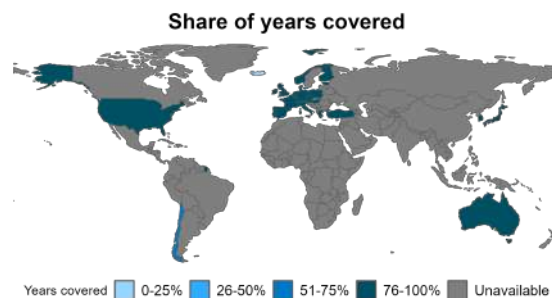 Share of years covered
Years covered 0-25% 26-50% 51-75% 76-100% Unavailable